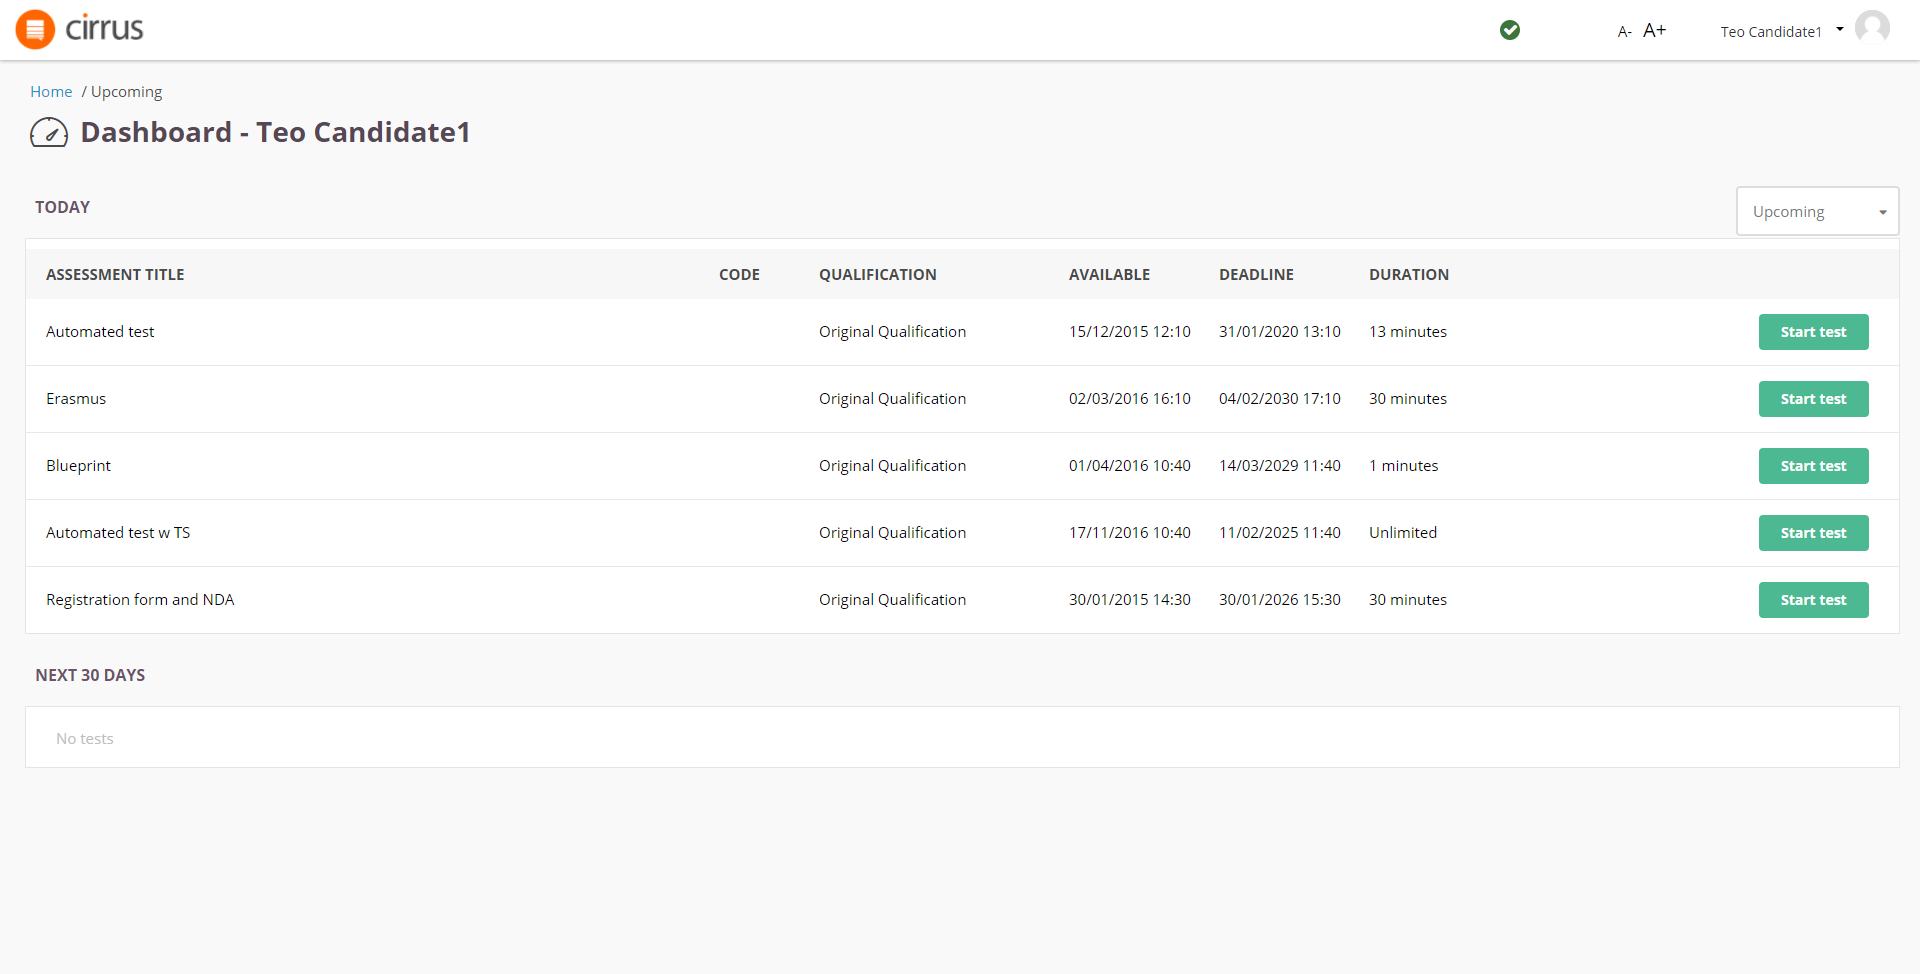 cirrus
A- A+ Teo Candidate1
Home / Upcoming
Dashboard - Teo Candidate1
TODAY
Upcoming
ASSESSMENT TITLE CODE QUALIFICATION AVAILABLE DEADLINE DURATION
Automated test Original Qualification 15/12/2015 12:10 31/01/2020 13:10 13 minutes Start test
Erasmus Original Qualification 02/03/2016 16:10 04/02/2030 17:10 30 minutes Start test
Blueprint Original Qualification 01/04/2016 10:40 14/03/2029 11:40 1 minutes Start test
Automated test w TS Original Qualification 17/11/2016 10:40 11/02/2025 11:40 Unlimited Start test
Registration form and NDA Original Qualification 30/01/2015 14:30 30/01/2026 15:30 30 minutes Start test
NEXT 30 DAYS
No tests